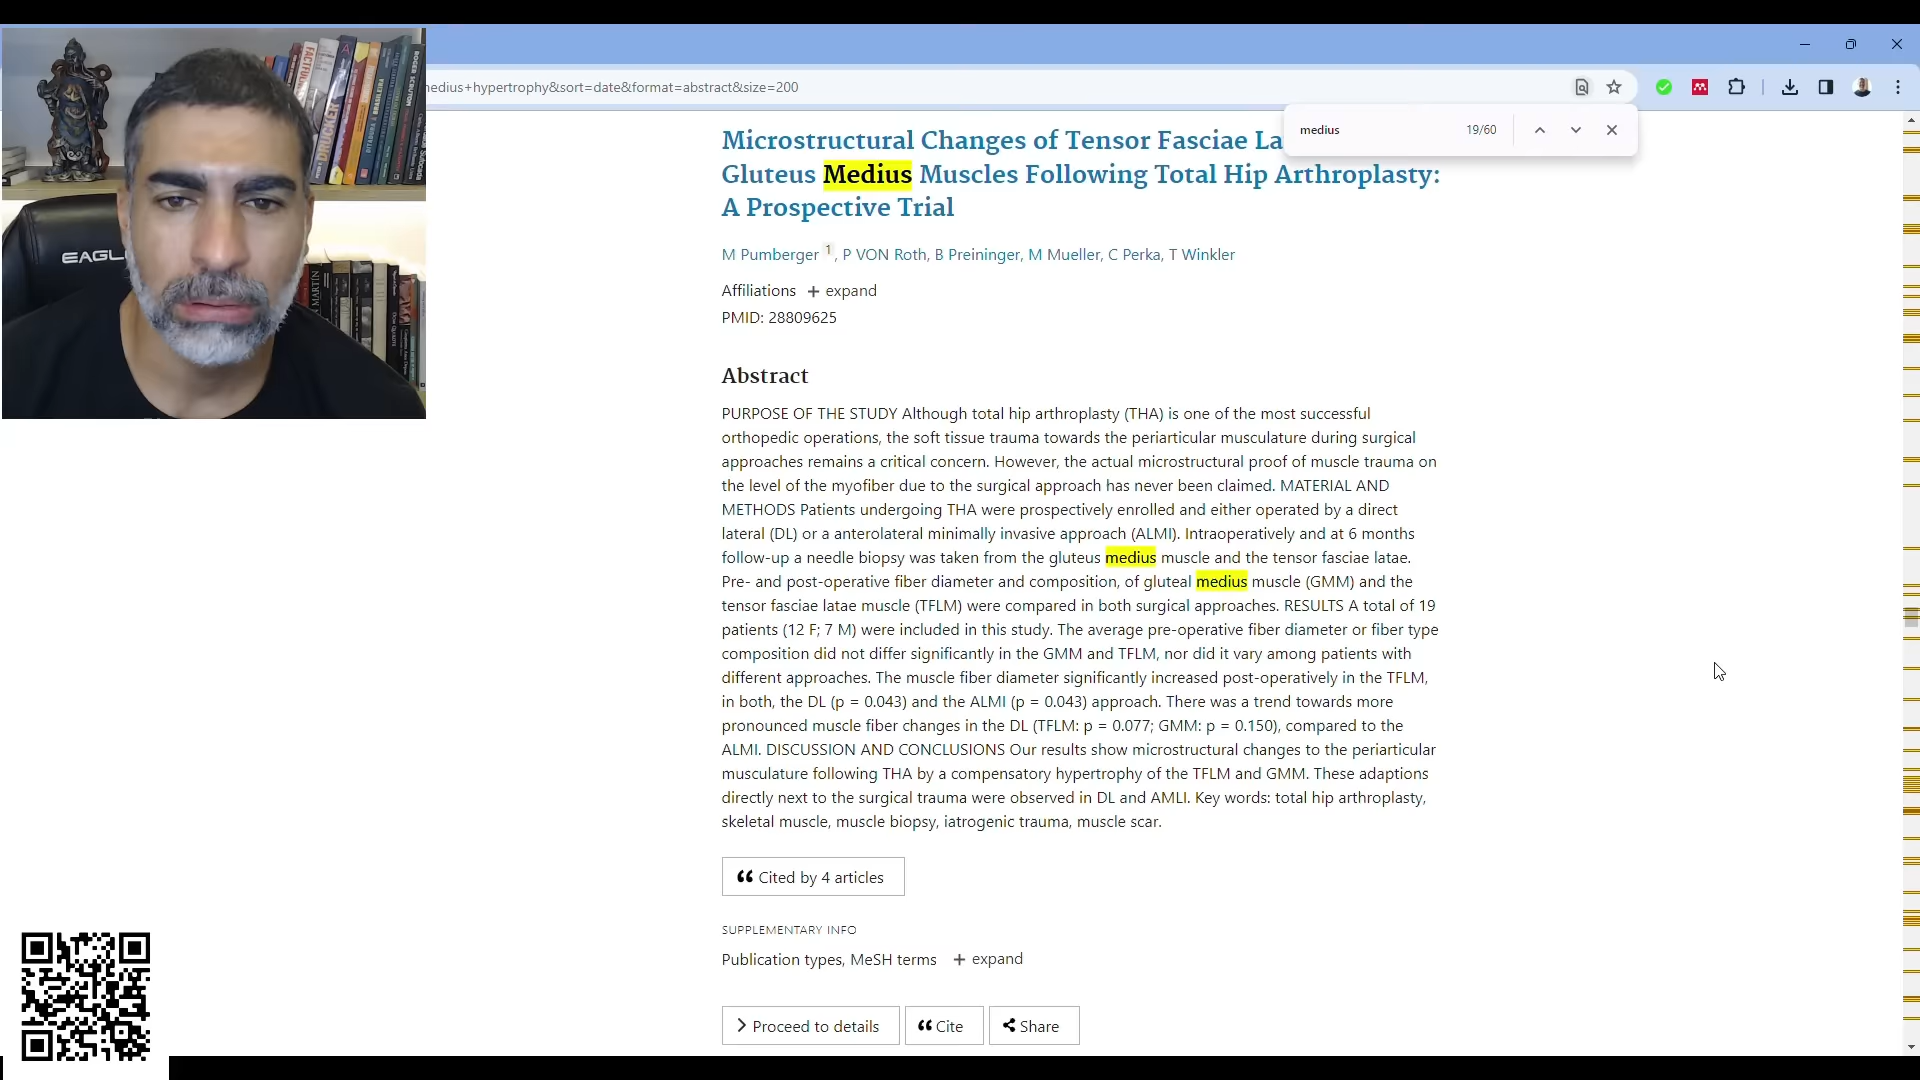 medius+hypertrophy&sort=date&format=abstract&size=200
medius
19/60
Microstructural Changes of Tensor Fasciae La
Gluteus Medius Muscles Following Total Hip Arthroplasty:
A Prospective Trial
M Pumberger 1, P VON Roth, B Preininger, M Mueller, C Perka, T Winkler
Affiliations + expand
PMID: 28809625
Abstract
PURPOSE OF THE STUDY Although total hip arthroplasty (THA) is one of the most successful
orthopedic operations, the soft tissue trauma towards the periarticular musculature during surgical
approaches remains a critical concern. However, the actual microstructural proof of muscle trauma on
the level of the myofiber due to the surgical approach has never been claimed. MATERIAL AND
METHODS Patients undergoing THA were prospectively enrolled and either operated by a direct
lateral (DL) or a anterolateral minimally invasive approach (ALMI). Intraoperatively and at 6 months
follow-up a needle biopsy was taken from the gluteus medius muscle and the tensor fasciae latae.
Pre- and post-operative fiber diameter and composition, of gluteal medius muscle (GMM) and the
tensor fasciae latae muscle (TFLM) were compared in both surgical approaches. RESULTS A total of 19
patients (12 F; 7 M) were included in this study. The average pre-operative fiber diameter or fiber type
composition did not differ significantly in the GMM and TFLM, nor did it vary among patients with
different approaches. The muscle fiber diameter significantly increased post-operatively in the TFLM,
in both, the DL (p = 0.043) and the ALMI (p = 0.043) approach. There was a trend towards more
pronounced muscle fiber changes in the DL (TFLM: p = 0.077; GMM: p = 0.150), compared to the
ALMI. DISCUSSION AND CONCLUSIONS Our results show microstructural changes to the periarticular
musculature following THA by a compensatory hypertrophy of the TFLM and GMM. These adaptions
directly next to the surgical trauma were observed in DL and AMLI. Key words: total hip arthroplasty,
skeletal muscle, muscle biopsy, iatrogenic trauma, muscle scar.
Cited by 4 articles
SUPPLEMENTARY INFO
Publication types, MeSH terms + expand
Proceed to details
Cite
Share
EAGL
FACTFUL
DRUCKER
ROGER SCRUTON
MARTIN